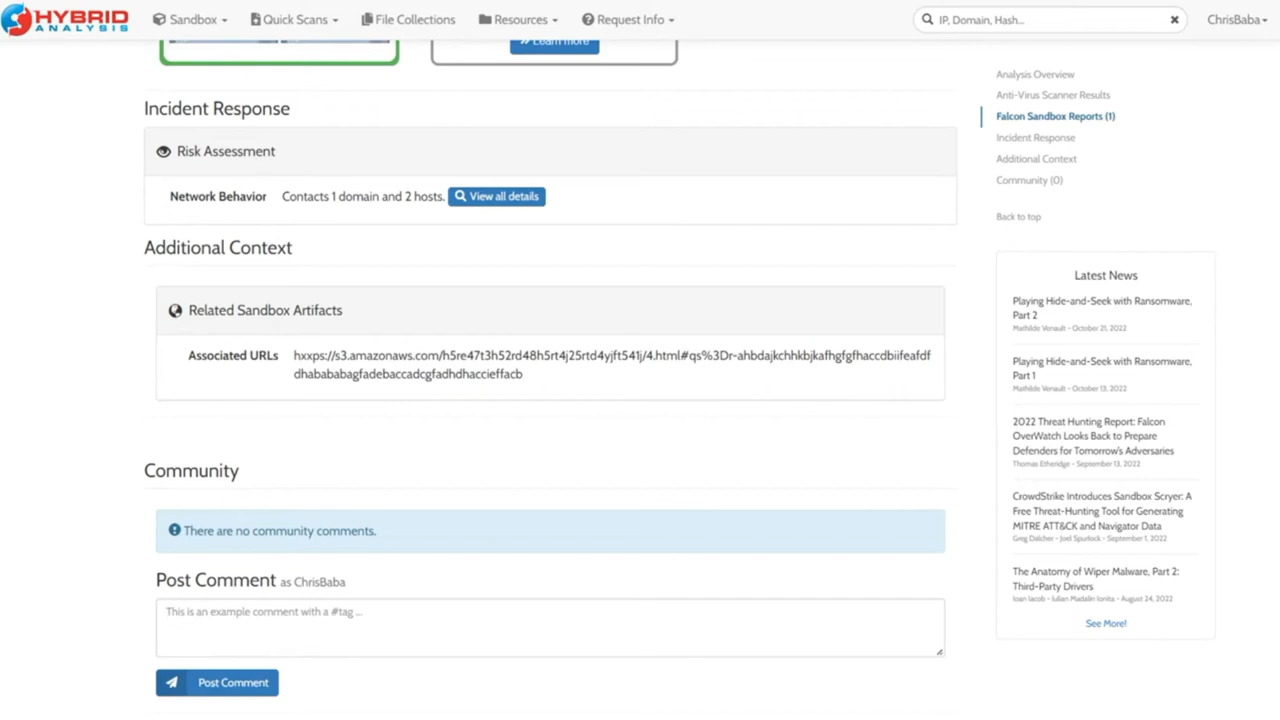 HYBRID
ANALYSIS
Sandbox
Quick Scans
File Collections
Resources
Request Info
IP, Domain, Hash...
ChrisBaba
Learn more
Incident Response
Risk Assessment
Network Behavior Contacts 1 domain and 2 hosts. View all details
Additional Context
Related Sandbox Artifacts
Associated URLs hxxps://s3.amazonaws.com/h5re47t3h52rd48h5rt4j25rtd4yjft541j/4.html#qs%3Dr-ahbdajkchhkbjkafhgfgfhaccdbiifeafdf
dhabababagfadebaccadcgfadhdhaccieffacb
Community
There are no community comments.
Post Comment as ChrisBaba
This is an example comment with a #tag ...
Post Comment
Analysis Overview
Anti-Virus Scanner Results
Falcon Sandbox Reports (1)
Incident Response
Additional Context
Community (0)
Back to top
Latest News
Playing Hide-and-Seek with Ransomware,
Part 2
Mathilde Venault - October 21, 2022
Playing Hide-and-Seek with Ransomware,
Part 1
Mathilde Venault - October 13, 2022
2022 Threat Hunting Report: Falcon
OverWatch Looks Back to Prepare
Defenders for Tomorrow's Adversaries
Thomas Etheridge - September 13, 2022
CrowdStrike Introduces Sandbox Scryer: A
Free Threat-Hunting Tool for Generating
MITRE ATT&CK and Navigator Data
Greg Dalcher - Joel Spurlock - September 1, 2022
The Anatomy of Wiper Malware, Part 2:
Third-Party Drivers
Ioan Iacob - Iulian Madalin Ionita - August 24, 2022
See More!